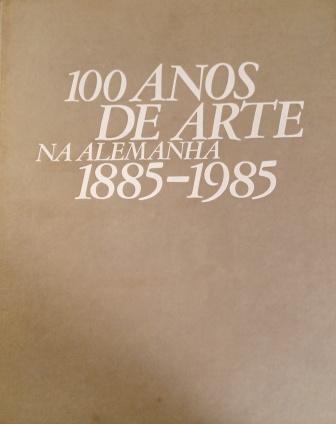 100 ANOS
DE ARTE
NA ALEMANHA
1885-1985